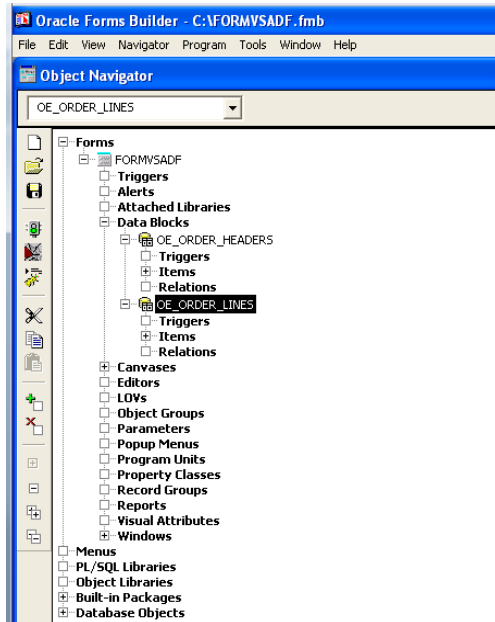 Oracle Forms Builder - C:\FORMVSADF.fmb
File Edit View Navigator Program Tools Window Help
Object Navigator
OE_ORDER_LINES
Forms
FORMVSADF
Triggers
Alerts
Attached Libraries
Data Blocks
OE_ORDER_HEADERS
Triggers
Items
Relations
OE_ORDER_LINES
Triggers
Items
Relations
Canvases
Editors
LOVs
Object Groups
Parameters
Popup Menus
Program Units
Property Classes
Record Groups
Reports
Visual Attributes
Windows
Menus
PL/SQL Libraries
Object Libraries
Built-in Packages
Database Objects